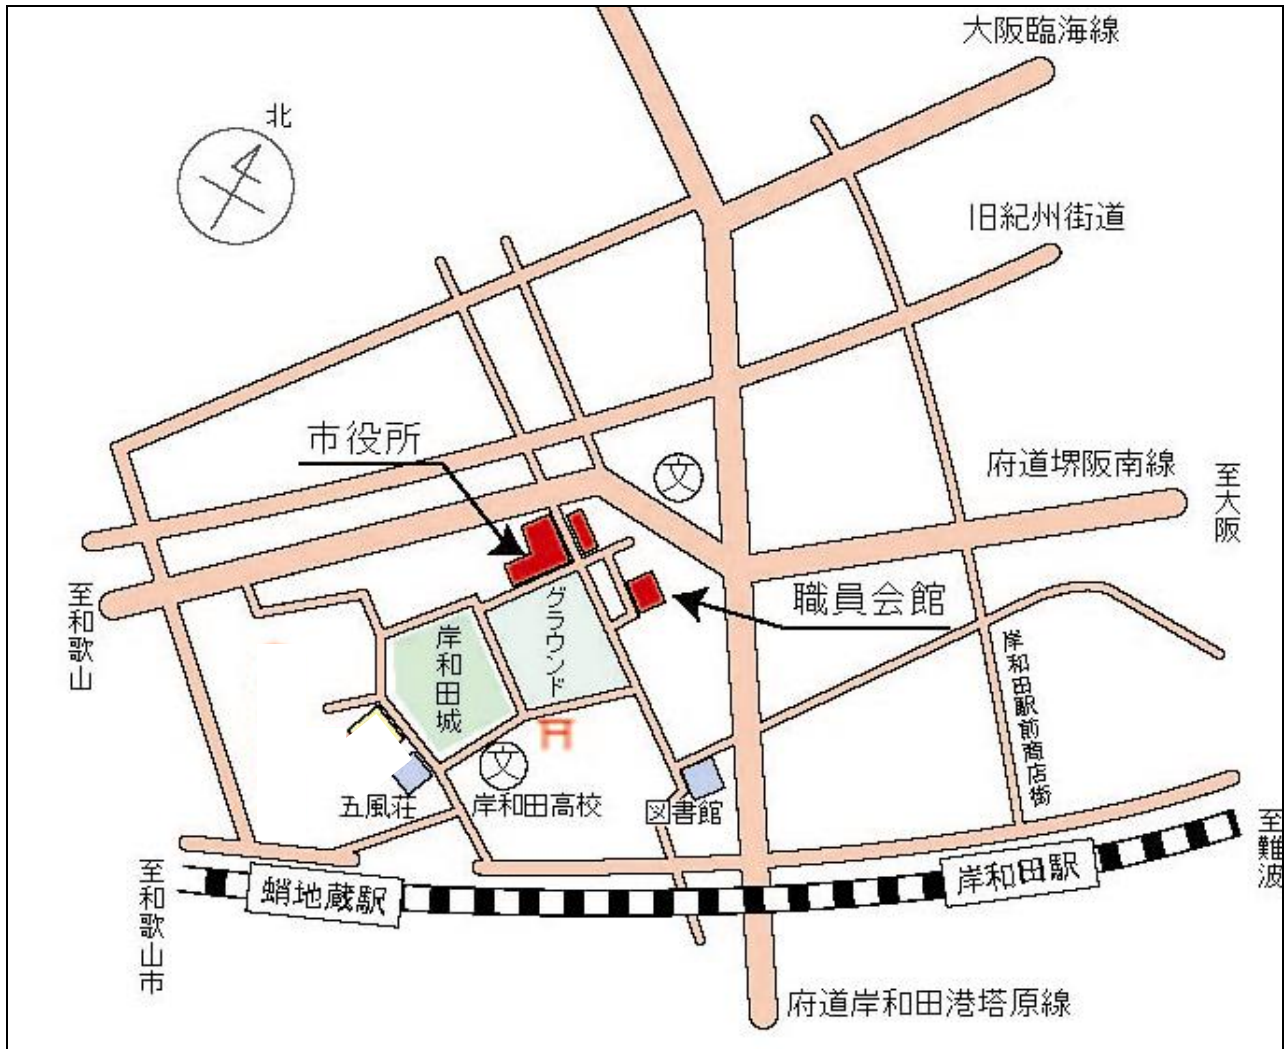 大阪臨海線
北
旧紀州街道
市役所
文
府道堺阪南線
至大阪
至和歌山
職員会館
グラウンド
岸和田城
岸和田駅前商店街
文
五風荘
岸和田高校
図書館
至難波
至和歌山市
蛸地蔵駅
岸和田駅
府道岸和田港塔原線